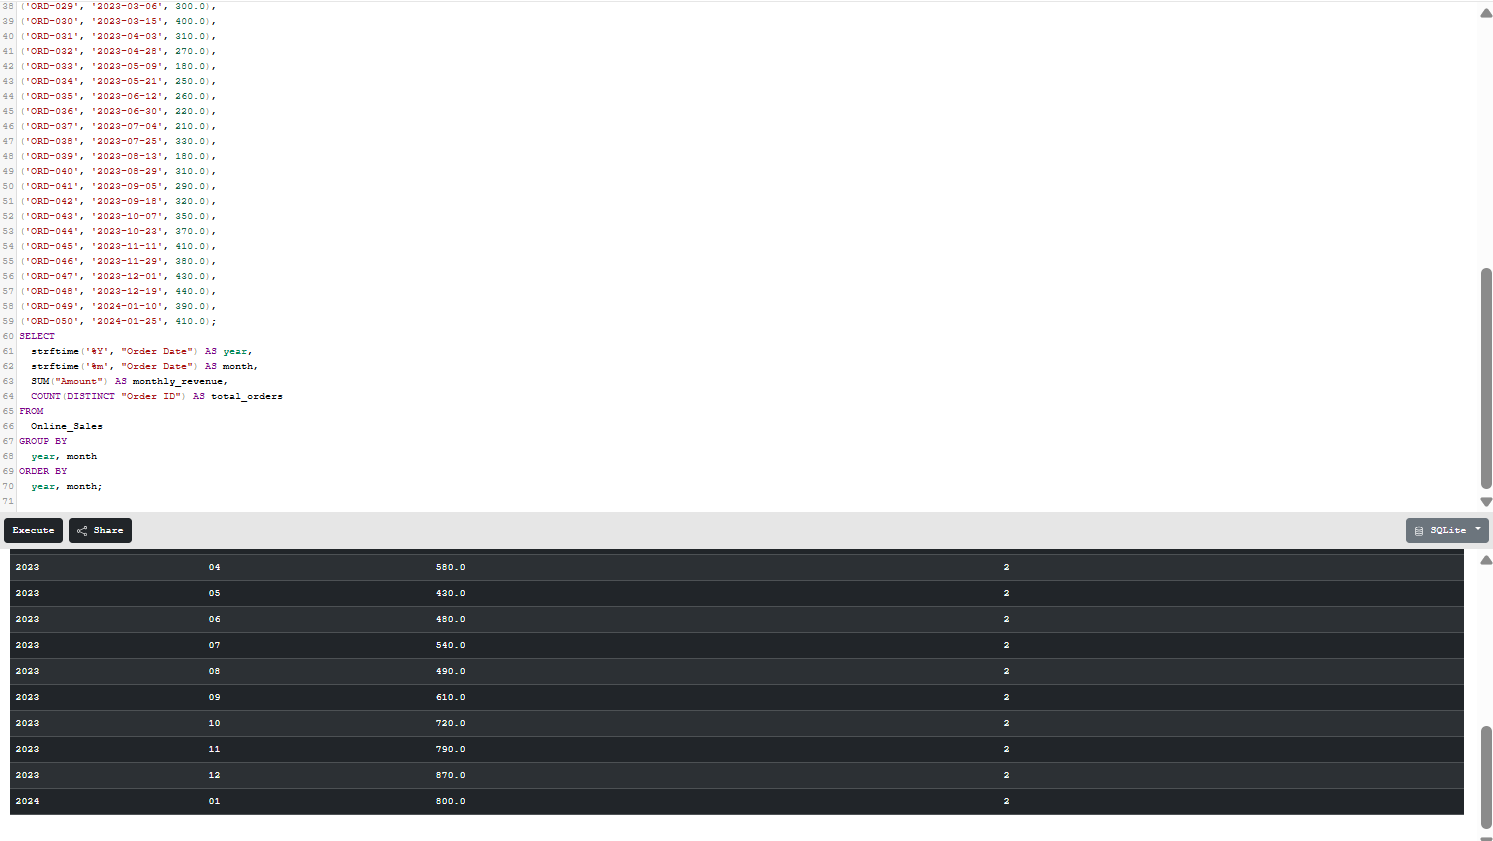 38 ('ORD-029', '2023-03-06', 300.0),
39 ('ORD-030', '2023-03-15', 400.0),
40 ('ORD-031', '2023-04-03', 310.0),
41 ('ORD-032', '2023-04-28', 270.0),
42 ('ORD-033', '2023-05-09', 180.0),
43 ('ORD-034', '2023-05-21', 250.0),
44 ('ORD-035', '2023-06-12', 260.0),
45 ('ORD-036', '2023-06-30', 220.0),
46 ('ORD-037', '2023-07-04', 210.0),
47 ('ORD-038', '2023-07-25', 330.0),
48 ('ORD-039', '2023-08-13', 180.0),
49 ('ORD-040', '2023-08-29', 310.0),
50 ('ORD-041', '2023-09-05', 290.0),
51 ('ORD-042', '2023-09-18', 320.0),
52 ('ORD-043', '2023-10-07', 350.0),
53 ('ORD-044', '2023-10-23', 370.0),
54 ('ORD-045', '2023-11-11', 410.0),
55 ('ORD-046', '2023-11-29', 380.0),
56 ('ORD-047', '2023-12-01', 430.0),
57 ('ORD-048', '2023-12-19', 440.0),
58 ('ORD-049', '2024-01-10', 390.0),
59 ('ORD-050', '2024-01-25', 410.0);
60 SELECT
61 strftime('%Y', "Order Date") AS year,
62 strftime('%m', "Order Date") AS month,
63 SUM("Amount") AS monthly_revenue,
64 COUNT(DISTINCT "Order ID") AS total_orders
65 FROM
66 Online_Sales
67 GROUP BY
68 year, month
69 ORDER BY
70 year, month;
71
Execute Share SQLite
2023 04 580.0 2
2023 05 430.0 2
2023 06 480.0 2
2023 07 540.0 2
2023 08 490.0 2
2023 09 610.0 2
2023 10 720.0 2
2023 11 790.0 2
2023 12 870.0 2
2024 01 800.0 2